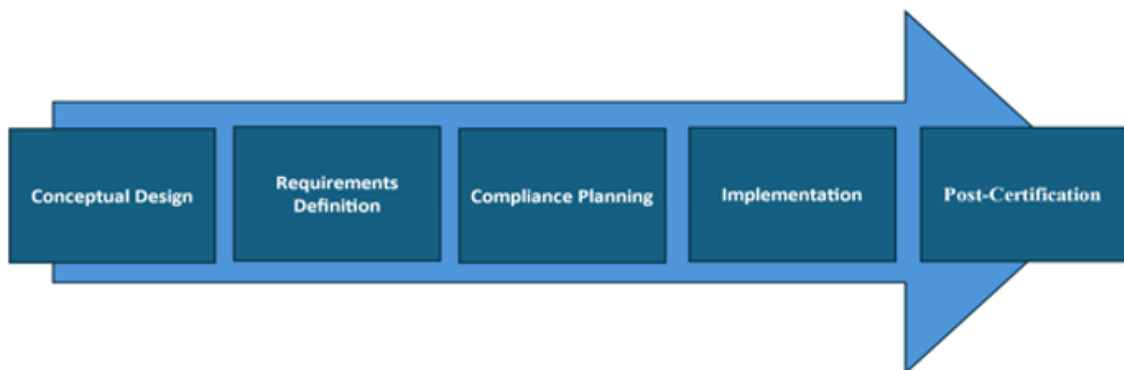 Conceptual Design
Requirements
Definition
Compliance Planning
Implementation
Post-Certification